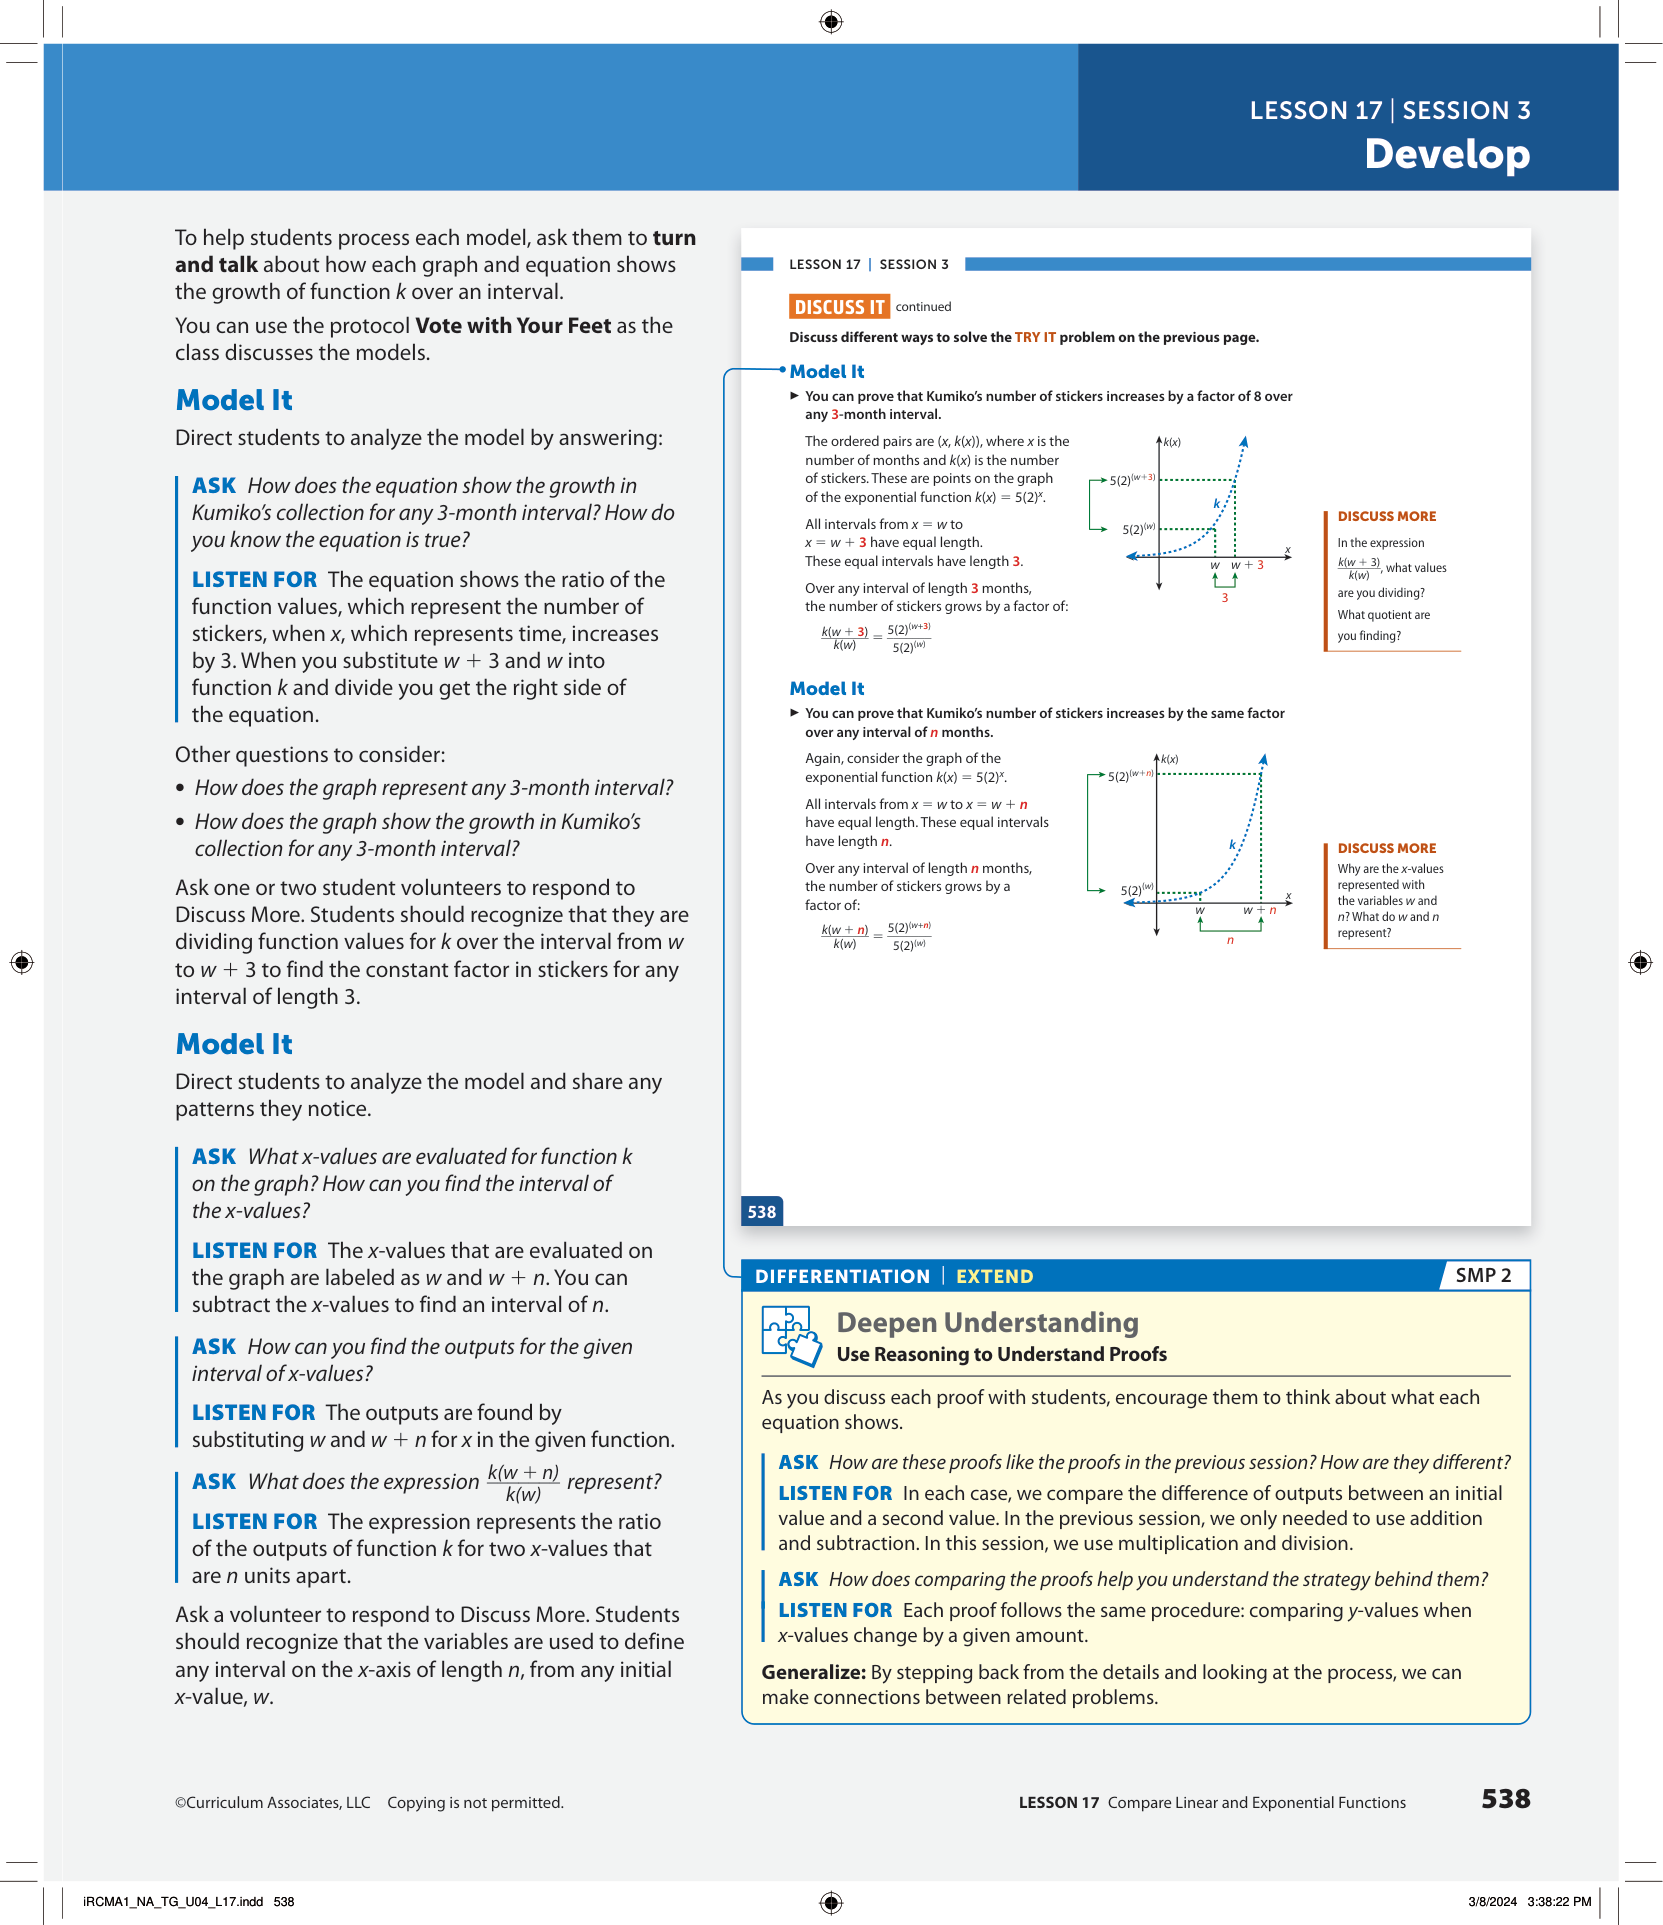 LESSON 17 | SESSION 3
Develop
To help students process each model, ask them to turn
and talk about how each graph and equation shows
the growth of function k over an interval.
You can use the protocol Vote with Your Feet as the
class discusses the models.
Model It
Direct students to analyze the model by answering:
ASK How does the equation show the growth in
Kumiko’s collection for any 3-month interval? How do
you know the equation is true?
LISTEN FOR The equation shows the ratio of the
function values, which represent the number of
stickers, when x, which represents time, increases
by 3. When you substitute w + 3 and w into
function k and divide you get the right side of
the equation.
Other questions to consider:
• How does the graph represent any 3-month interval?
• How does the graph show the growth in Kumiko’s
collection for any 3-month interval?
Ask one or two student volunteers to respond to
Discuss More. Students should recognize that they are
dividing function values for k over the interval from w
to w + 3 to find the constant factor in stickers for any
interval of length 3.
Model It
Direct students to analyze the model and share any
patterns they notice.
ASK What x-values are evaluated for function k
on the graph? How can you find the interval of
the x-values?
LISTEN FOR The x-values that are evaluated on
the graph are labeled as w and w + n. You can
subtract the x-values to find an interval of n.
ASK How can you find the outputs for the given
interval of x-values?
LISTEN FOR The outputs are found by
substituting w and w + n for x in the given function.
ASK What does the expression k(w + n)/k(w) represent?
LISTEN FOR The expression represents the ratio
of the outputs of function k for two x-values that
are n units apart.
Ask a volunteer to respond to Discuss More. Students
should recognize that the variables are used to define
any interval on the x-axis of length n, from any initial
x-value, w.
LESSON 17 | SESSION 3
DISCUSS IT continued
Discuss different ways to solve the TRY IT problem on the previous page.
Model It
► You can prove that Kumiko’s number of stickers increases by a factor of 8 over
any 3-month interval.
The ordered pairs are (x, k(x)), where x is the
number of months and k(x) is the number
of stickers. These are points on the graph
of the exponential function k(x) = 5(2)^x.
All intervals from x = w to
x = w + 3 have equal length.
These equal intervals have length 3.
Over any interval of length 3 months,
the number of stickers grows by a factor of:
k(w + 3)/k(w) = 5(2)^(w+3)/5(2)^(w)
k(x)
5(2)^(w+3)
k
5(2)^(w)
x
w w + 3
3
DISCUSS MORE
In the expression
k(w + 3)/k(w), what values
are you dividing?
What quotient are
you finding?
Model It
► You can prove that Kumiko’s number of stickers increases by the same factor
over any interval of n months.
Again, consider the graph of the
exponential function k(x) = 5(2)^x.
All intervals from x = w to x = w + n
have equal length. These equal intervals
have length n.
Over any interval of length n months,
the number of stickers grows by a
factor of:
k(w + n)/k(w) = 5(2)^(w+n)/5(2)^(w)
k(x)
5(2)^(w+n)
k
5(2)^(w)
x
w w + n
n
DISCUSS MORE
Why are the x-values
represented with
the variables w and
n? What do w and n
represent?
538
DIFFERENTIATION | EXTEND SMP 2
Deepen Understanding
Use Reasoning to Understand Proofs
As you discuss each proof with students, encourage them to think about what each
equation shows.
ASK How are these proofs like the proofs in the previous session? How are they different?
LISTEN FOR In each case, we compare the difference of outputs between an initial
value and a second value. In the previous session, we only needed to use addition
and subtraction. In this session, we use multiplication and division.
ASK How does comparing the proofs help you understand the strategy behind them?
LISTEN FOR Each proof follows the same procedure: comparing y-values when
x-values change by a given amount.
Generalize: By stepping back from the details and looking at the process, we can
make connections between related problems.
©Curriculum Associates, LLC Copying is not permitted.
LESSON 17 Compare Linear and Exponential Functions 538
iRCMA1_NA_TG_U04_L17.indd 538
3/8/2024 3:38:22 PM